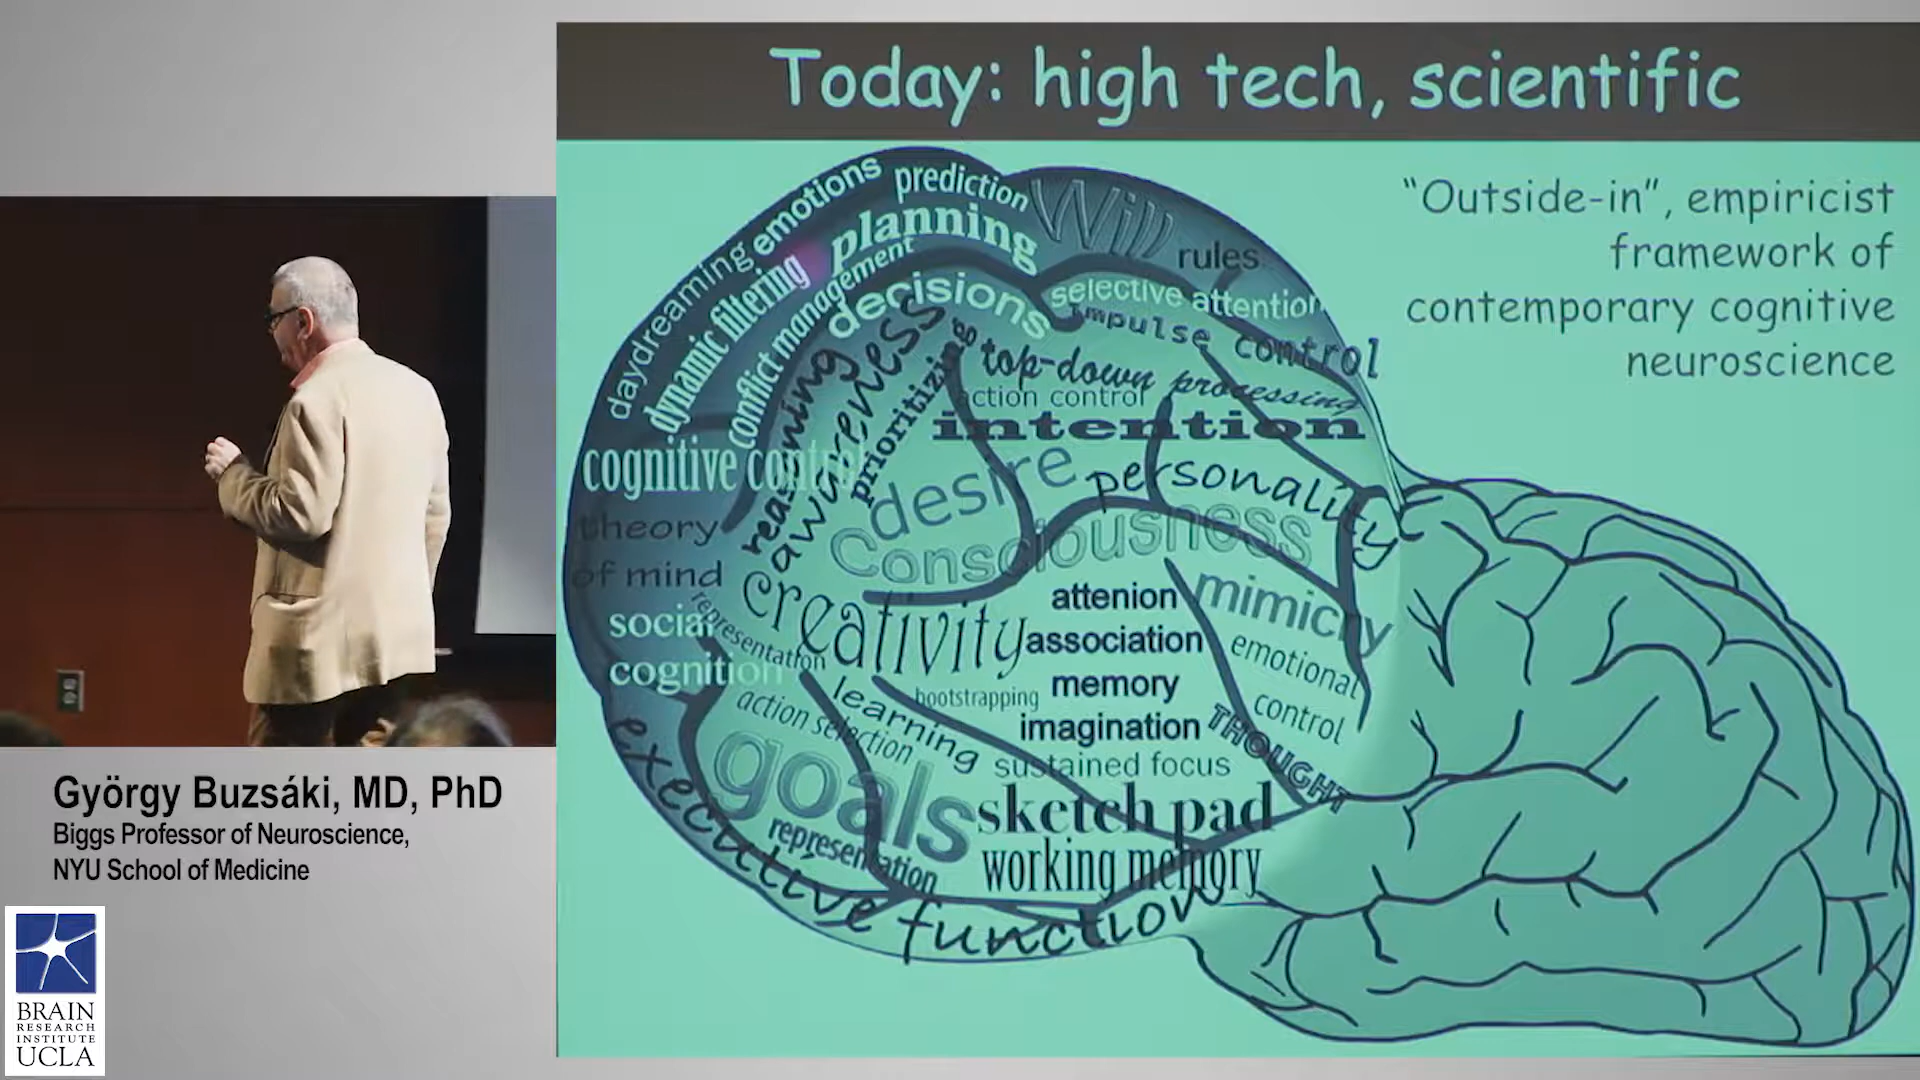 Today: high tech, scientific
"Outside-in", empiricist
framework of
contemporary cognitive
neuroscience
emotions
prediction
Will
planning
rules
daydreaming
dynamic filtering
conflict management
decisions
selective attention
impulse control
reasoning
awareness
prioritizing
top-down processing
action control
intention
cognitive control
desire
personality
theory
of mind
Consciousness
creativity
attenion
mimicry
social
cognition
representation
association
emotional
control
memory
learning
bootstrapping
action selection
imagination
THOUGHT
goals
sustained focus
sketch pad
representation
working memory
executive function
György Buzsáki, MD, PhD
Biggs Professor of Neuroscience,
NYU School of Medicine
BRAIN
RESEARCH
INSTITUTE
UCLA